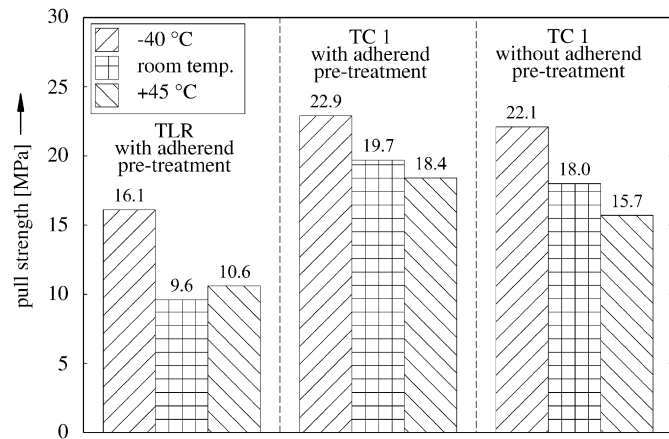 30
25
20
15
10
5
0
pull strength [MPa]
-40 °C
room temp.
+45 °C
TLR
with adherend
pre-treatment
16.1
9.6
10.6
TC 1
with adherend
pre-treatment
22.9
19.7
18.4
TC 1
without adherend
pre-treatment
22.1
18.0
15.7